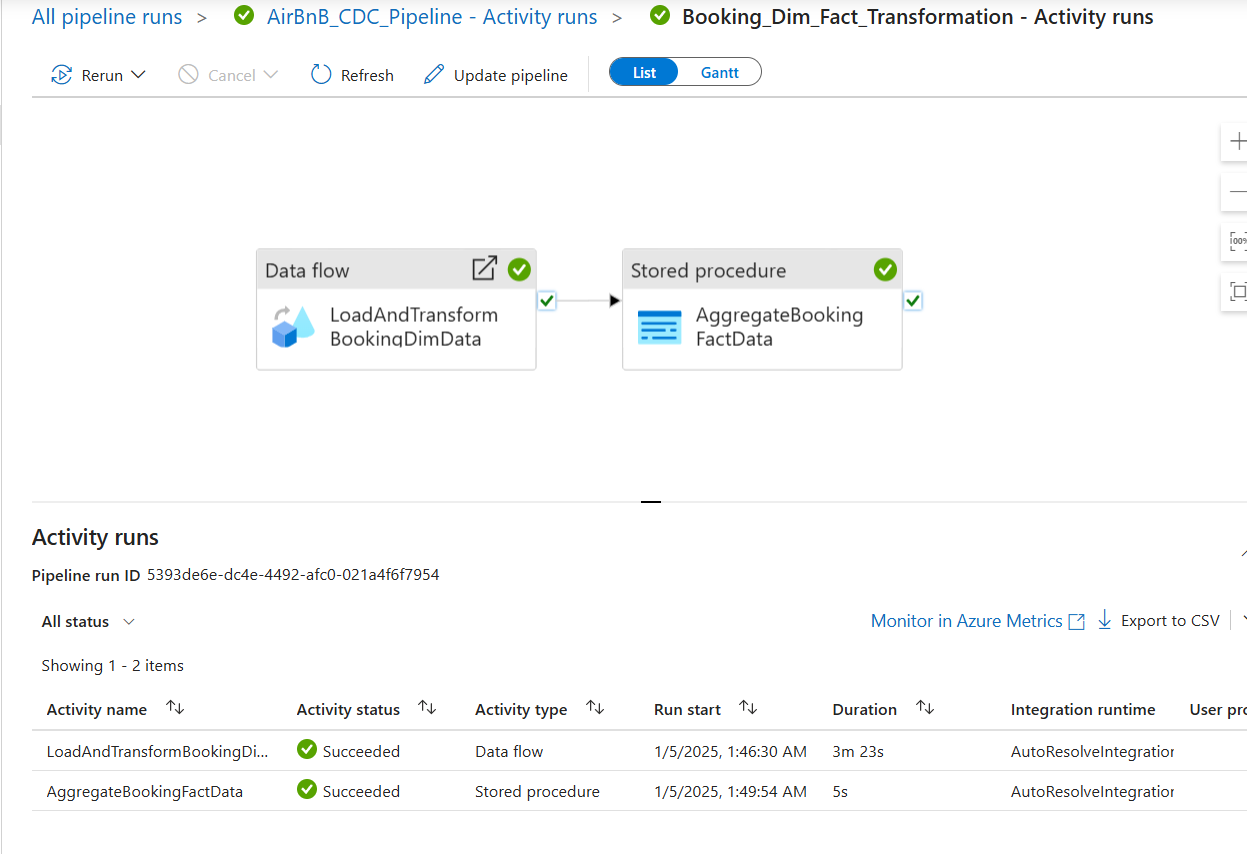 All pipeline runs > AirBnB_CDC_Pipeline - Activity runs > Booking_Dim_Fact_Transformation - Activity runs
Rerun Cancel Refresh Update pipeline List Gantt
Data flow
LoadAndTransform
BookingDimData
Stored procedure
AggregateBooking
FactData
Activity runs
Pipeline run ID 5393de6e-dc4e-4492-afc0-021a4f6f7954
All status
Monitor in Azure Metrics Export to CSV
Showing 1 - 2 items
Activity name Activity status Activity type Run start Duration Integration runtime User pro
LoadAndTransformBookingDi... Succeeded Data flow 1/5/2025, 1:46:30 AM 3m 23s AutoResolveIntegration
AggregateBookingFactData Succeeded Stored procedure 1/5/2025, 1:49:54 AM 5s AutoResolveIntegration